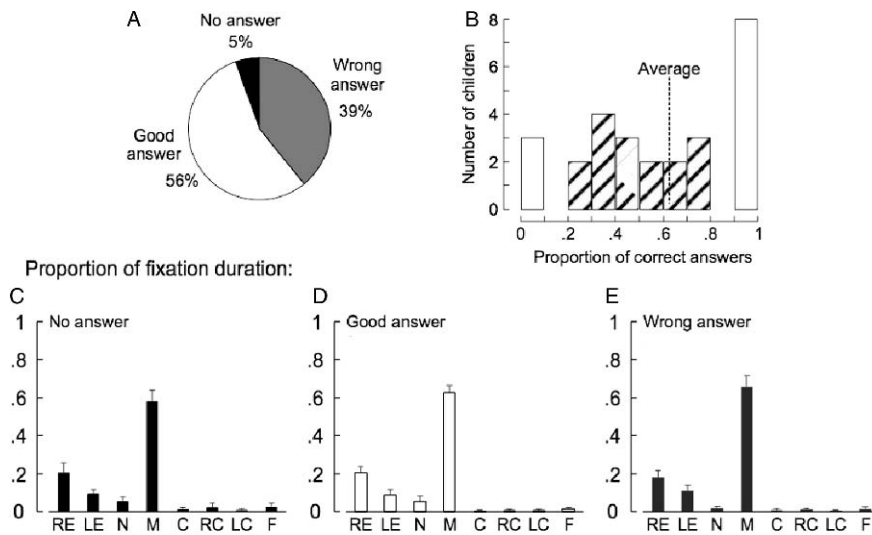 A
No answer
5%
Wrong
answer
39%
Good
answer
56%
B
Number of children
8
6
4
2
0
Average
0 .2 .4 .6 .8 1
Proportion of correct answers
Proportion of fixation duration:
C
No answer
1
.8
.6
.4
.2
0
RE LE N M C RC LC F
D
Good answer
1
.8
.6
.4
.2
0
RE LE N M C RC LC F
E
Wrong answer
1
.8
.6
.4
.2
0
RE LE N M C RC LC F